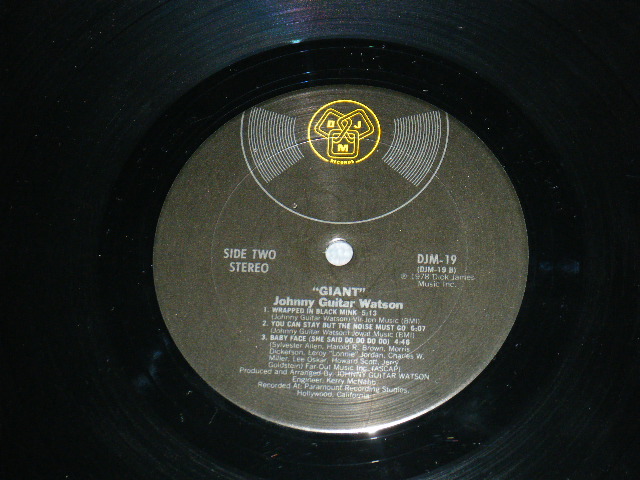 D J M
RECORDS
SIDE TWO
STEREO
DJM-19
(DJM-19 B)
℗ 1978 Dick James
Music Inc.
"GIANT"
Johnny Guitar Watson
1. WRAPPED IN BLACK MINK 5:13
(Johnny Guitar Watson) Vir-Jon Music (BMI)
2. YOU CAN STAY BUT THE NOISE MUST GO 5:07
(Johnny Guitar Watson) Jowat Music (BMI)
3. BABY FACE (SHE SAID DO DO DO DO) 4:48
(Sylvester Allen, Harold R. Brown, Morris
Dickerson, Leroy "Lonnie" Jordan, Charles W.
Miller, Lee Oskar, Howard Scott, Jerry
Goldstein) Far-Out Music Inc. (ASCAP)
Produced and Arranged By: JOHNNY GUITAR WATSON
Engineer: Kerry McNabb
Recorded At: Paramount Recording Studios,
Hollywood, California